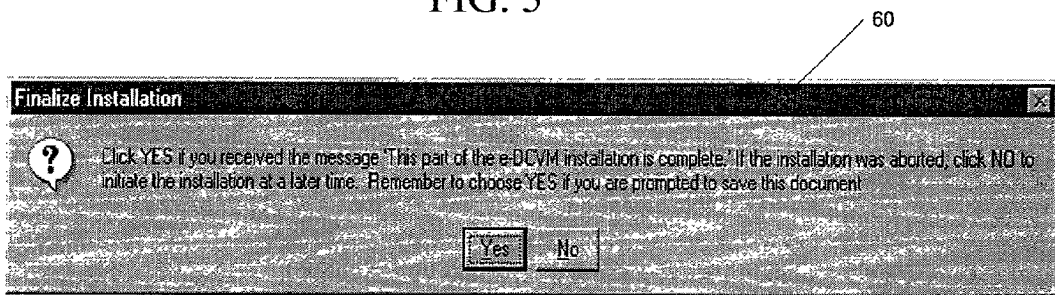 FIG. 5
60
Finalize Installation
Click YES if you received the message 'This part of the e-DCVM installation is complete.' If the installation was aborted, click NO to
initiate the installation at a later time. Remember to choose YES if you are prompted to save this document
?
Yes No